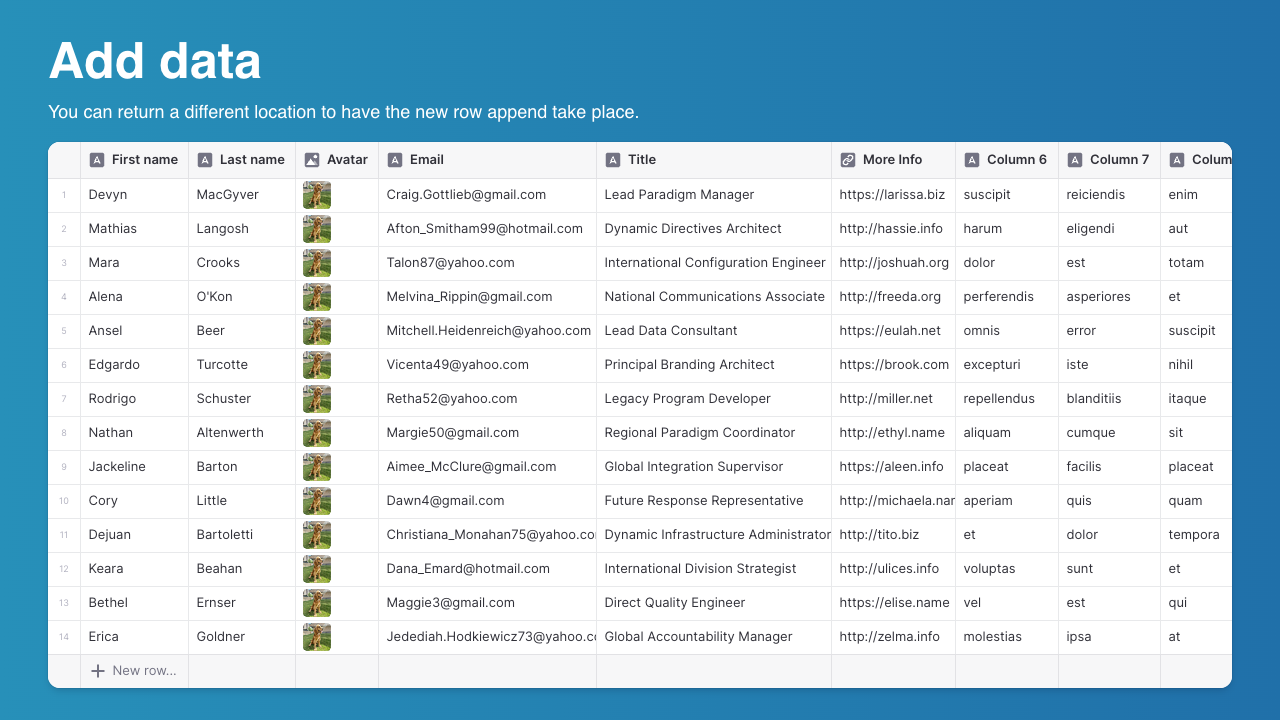 Add data
You can return a different location to have the new row append take place.
First name Last name Avatar Email Title More Info Column 6 Column 7 Colum
1 Devyn MacGyver Craig.Gottlieb@gmail.com Lead Paradigm Manager https://larissa.biz suscipit reiciendis enim
2 Mathias Langosh Afton_Smitham99@hotmail.com Dynamic Directives Architect http://hassie.info harum eligendi aut
3 Mara Crooks Talon87@yahoo.com International Configuration Engineer http://joshuah.org dolor est totam
4 Alena O'Kon Melvina_Rippin@gmail.com National Communications Associate http://freeda.org perferendis asperiores et
5 Ansel Beer Mitchell.Heidenreich@yahoo.com Lead Data Consultant https://eulah.net omnis error suscipit
6 Edgardo Turcotte Vicenta49@yahoo.com Principal Branding Architect https://brook.com excepturi iste nihil
7 Rodrigo Schuster Retha52@yahoo.com Legacy Program Developer http://miller.net repellendus blanditiis itaque
8 Nathan Altenwerth Margie50@gmail.com Regional Paradigm Coordinator http://ethyl.name aliquam cumque sit
9 Jackeline Barton Aimee_McClure@gmail.com Global Integration Supervisor https://aleen.info placeat facilis placeat
10 Cory Little Dawn4@gmail.com Future Response Representative http://michaela.nar aperiam quis quam
11 Dejuan Bartoletti Christiana_Monahan75@yahoo.co Dynamic Infrastructure Administrator http://tito.biz et dolor tempora
12 Keara Beahan Dana_Emard@hotmail.com International Division Strategist http://ulices.info voluptas sunt et
13 Bethel Ernser Maggie3@gmail.com Direct Quality Engineer https://elise.name vel est qui
14 Erica Goldner Jedediah.Hodkiewicz73@yahoo.c Global Accountability Manager http://zelma.info molestias ipsa at
New row...